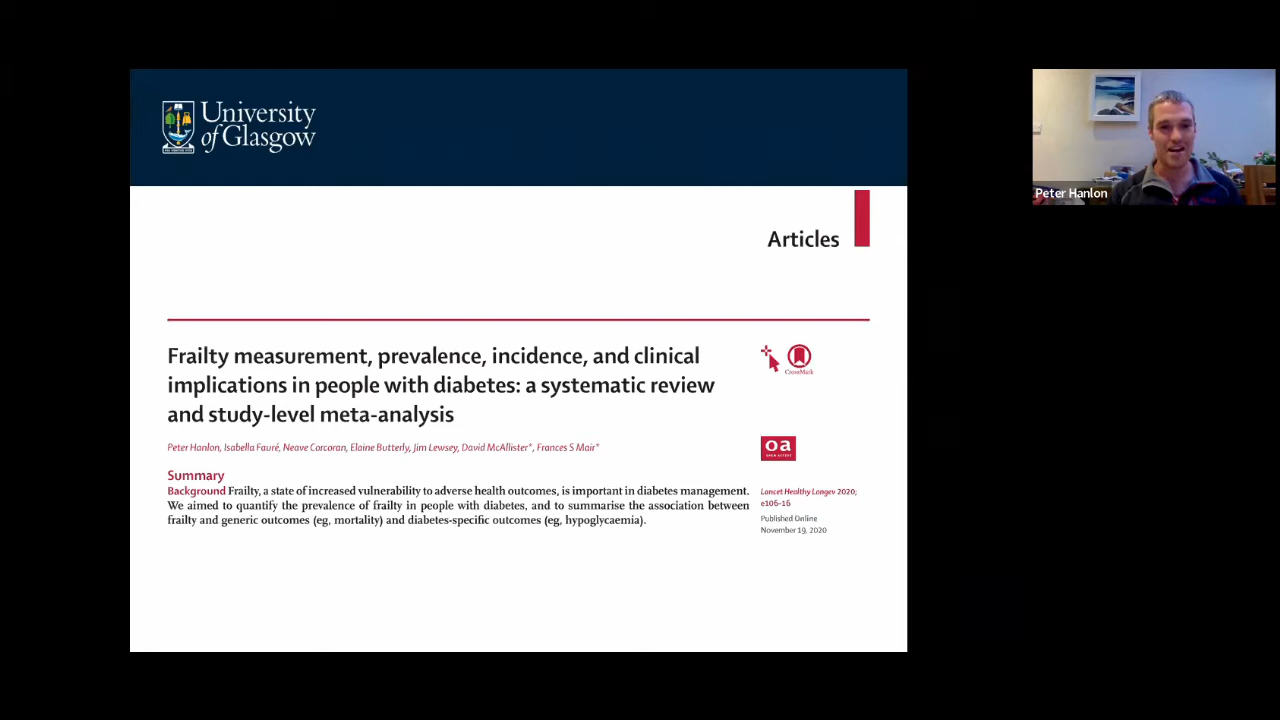 University
of Glasgow
Peter Hanlon
Articles
Frailty measurement, prevalence, incidence, and clinical
implications in people with diabetes: a systematic review
and study-level meta-analysis
CrossMark
Peter Hanlon, Isabella Fauré, Neave Corcoran, Elaine Butterly, Jim Lewsey, David McAllister*, Frances S Mair*
oa
OPEN ACCESS
Summary
Background Frailty, a state of increased vulnerability to adverse health outcomes, is important in diabetes management.
We aimed to quantify the prevalence of frailty in people with diabetes, and to summarise the association between
frailty and generic outcomes (eg, mortality) and diabetes-specific outcomes (eg, hypoglycaemia).
Lancet Healthy Longev 2020;
e106–16
Published Online
November 19, 2020